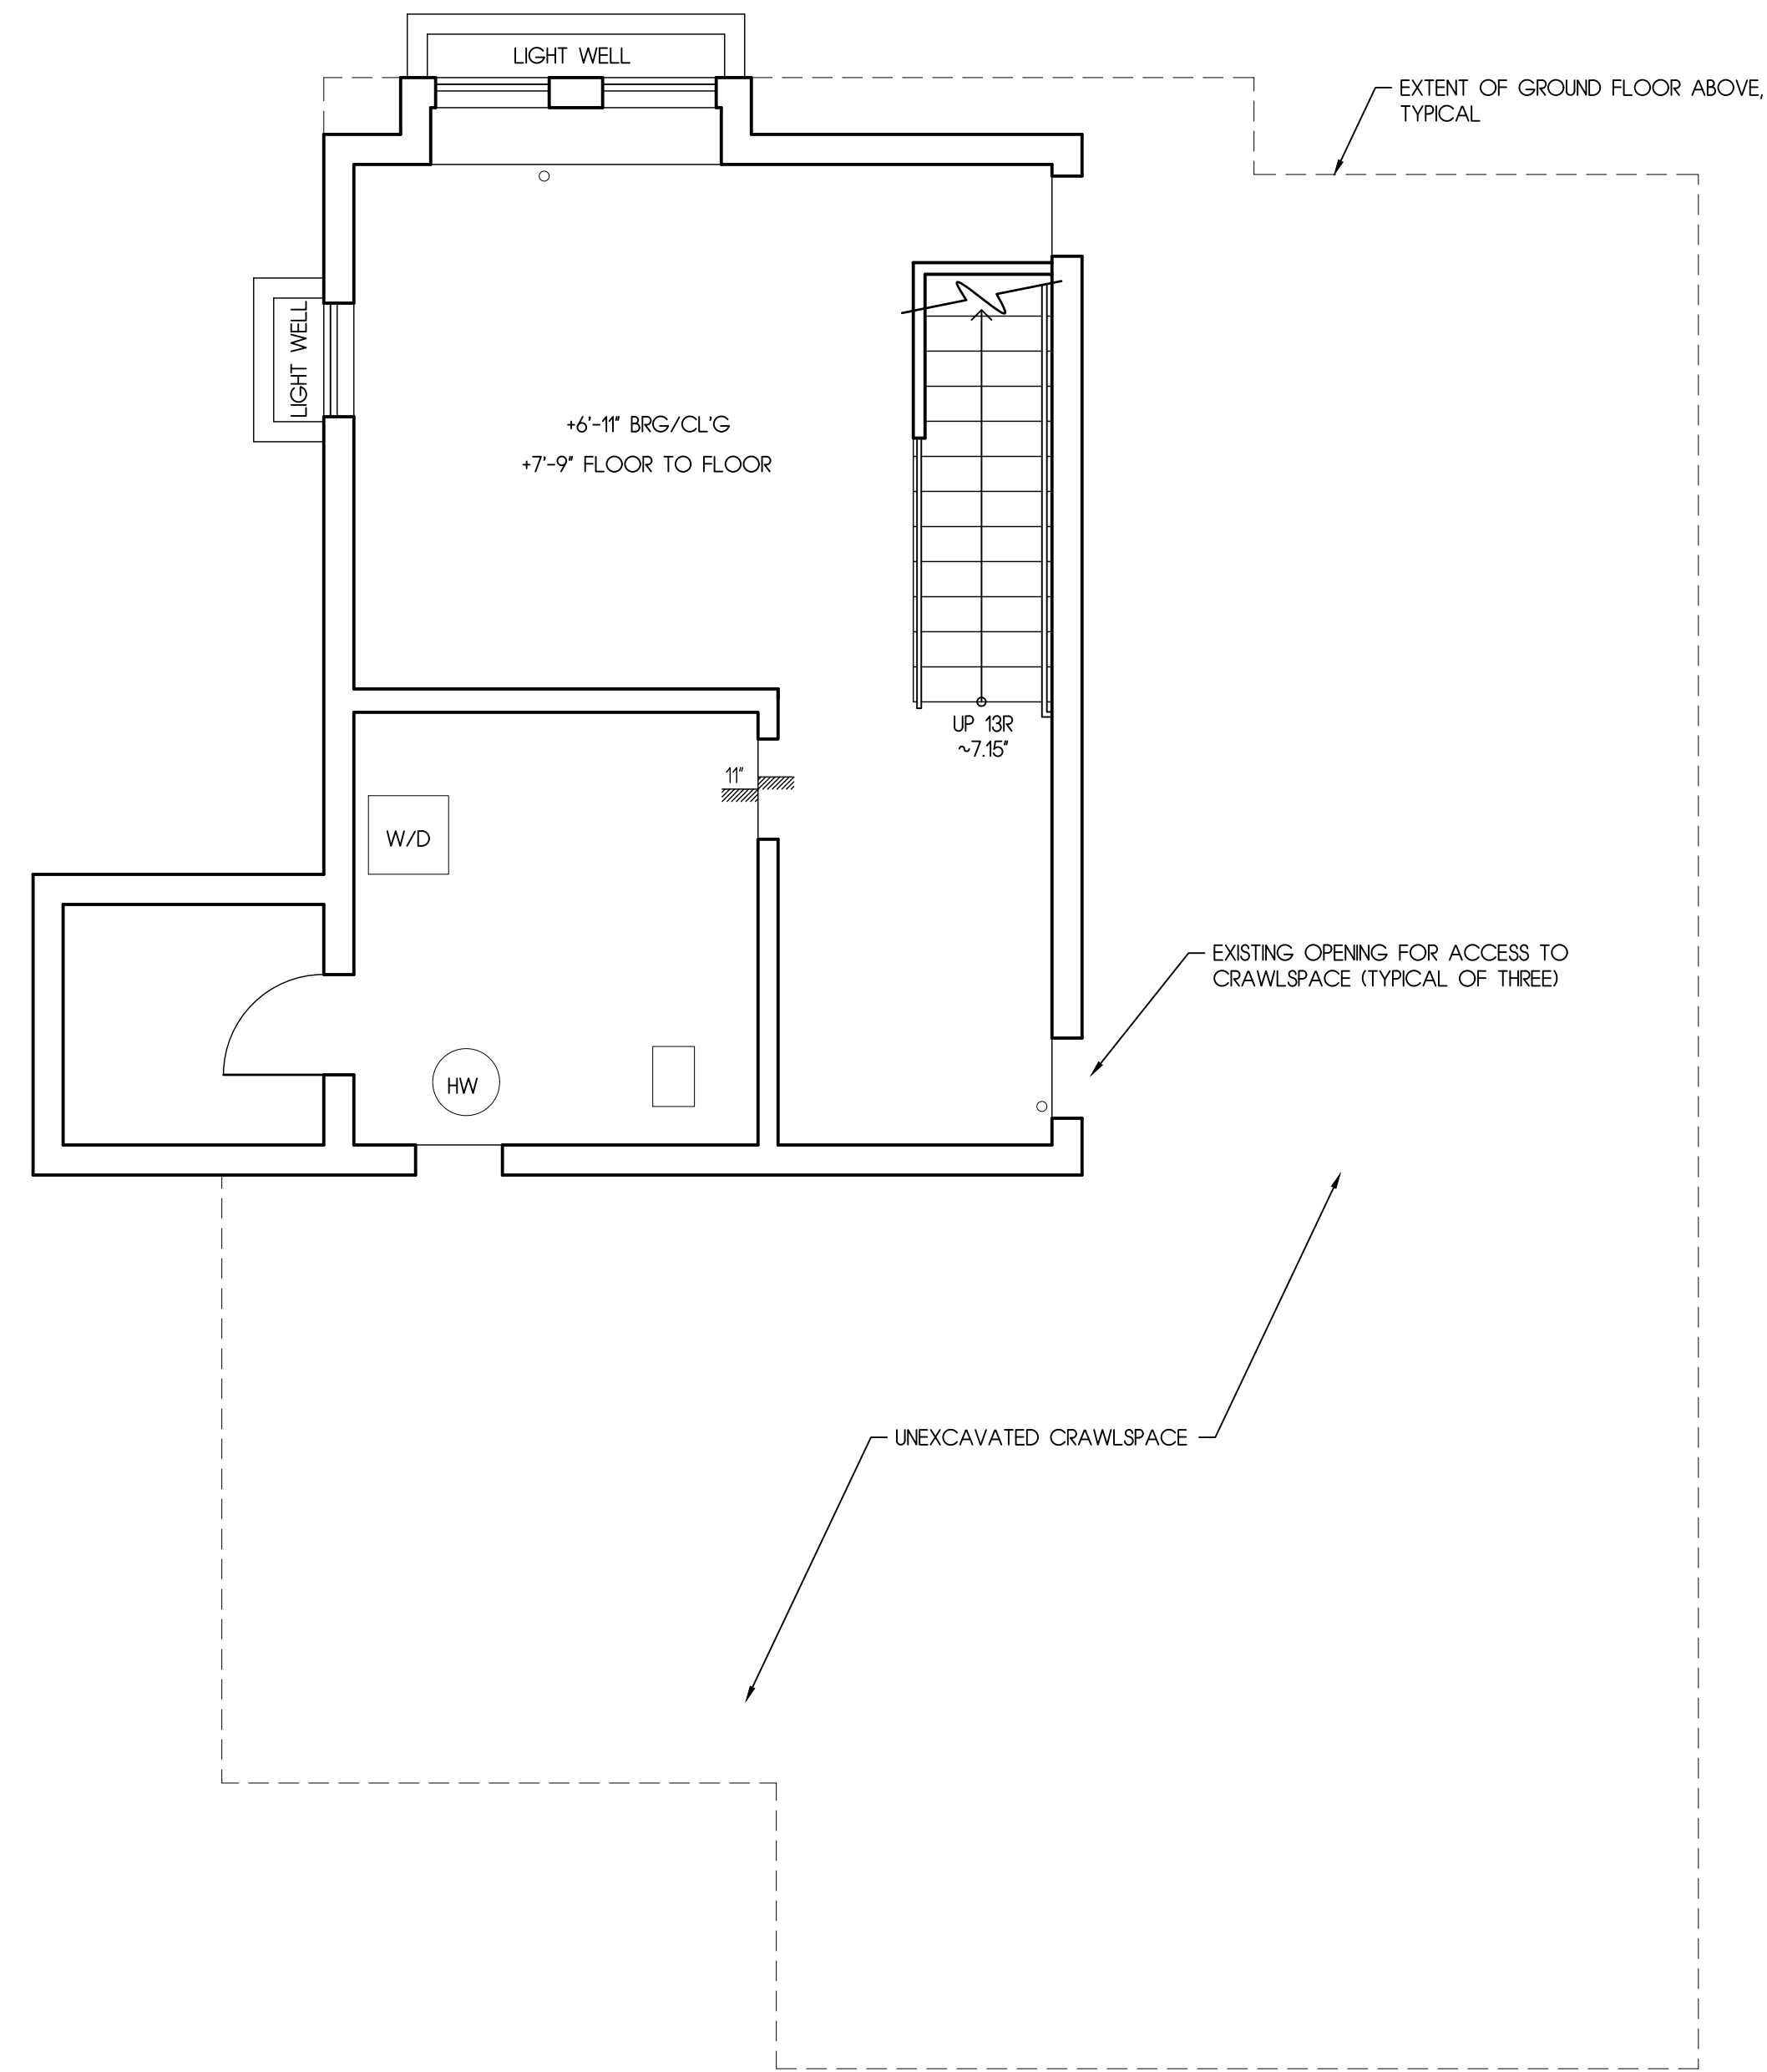 LIGHT WELL
EXTENT OF GROUND FLOOR ABOVE,
TYPICAL
LIGHT WELL
+6'-11" BRG/CL'G
+7'-9" FLOOR TO FLOOR
UP 13R
~7.15"
11"
W/D
EXISTING OPENING FOR ACCESS TO
CRAWLSPACE (TYPICAL OF THREE)
HW
UNEXCAVATED CRAWLSPACE